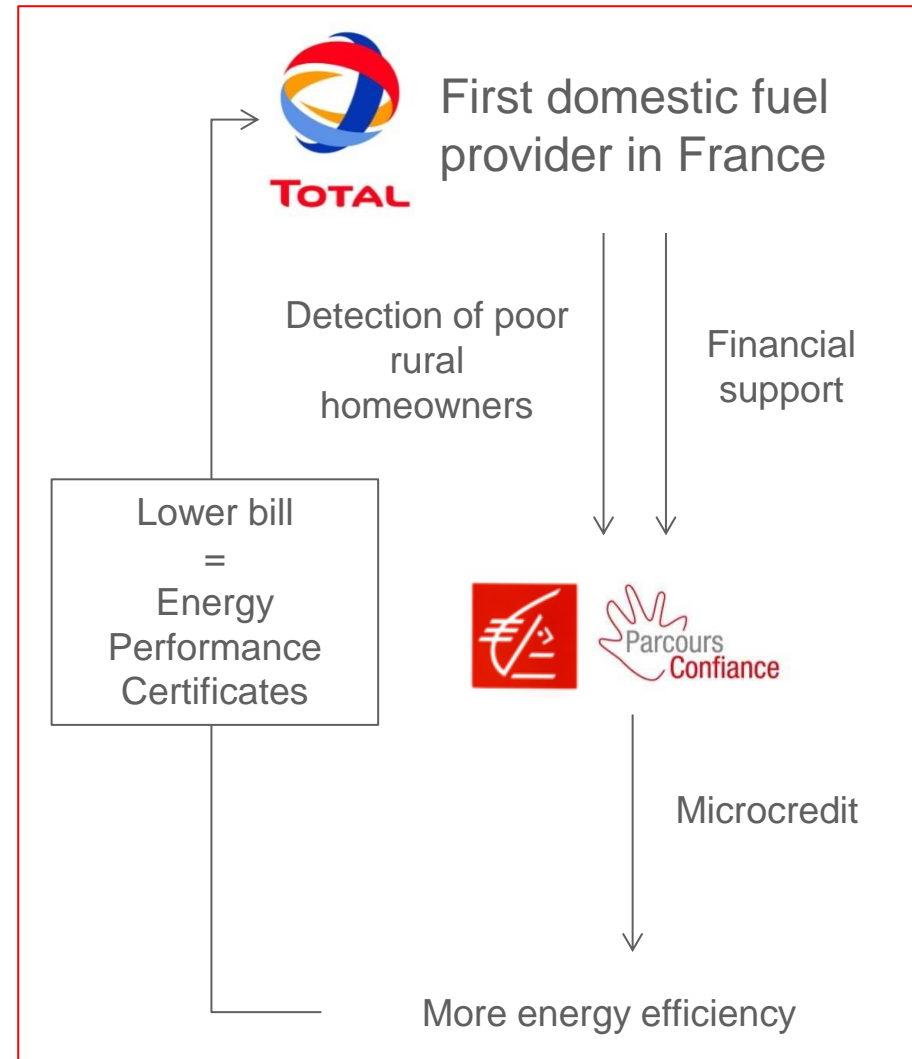 First domestic fuel
provider in France
TOTAL
Detection of poor
rural
homeowners
Financial
support
Lower bill
=
Energy
Performance
Certificates
Parcours
Confiance
Microcredit
More energy efficiency